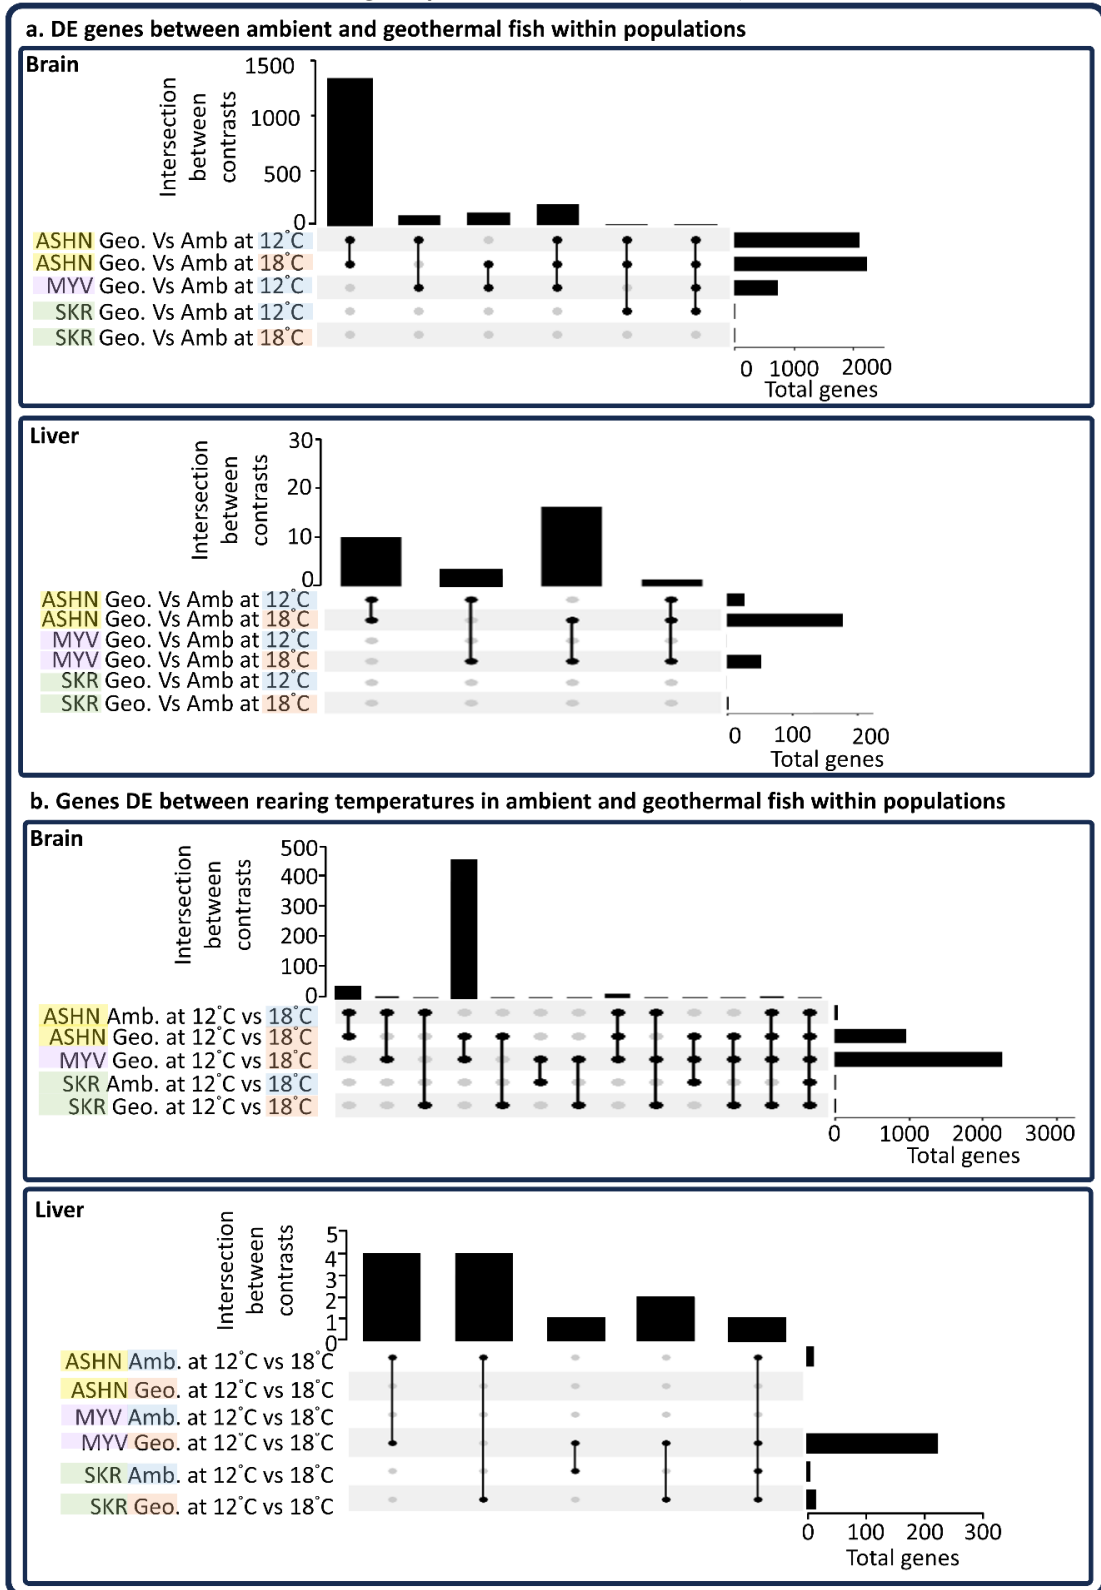 a. DE genes between ambient and geothermal fish within populations
Brain
Intersection
between
contrasts
1500
1000
500
0
ASHN Geo. Vs Amb at 12°C
ASHN Geo. Vs Amb at 18°C
MYV Geo. Vs Amb at 12°C
SKR Geo. Vs Amb at 12°C
SKR Geo. Vs Amb at 18°C
0 1000 2000
Total genes
Liver
Intersection
between
contrasts
30
20
10
0
ASHN Geo. Vs Amb at 12°C
ASHN Geo. Vs Amb at 18°C
MYV Geo. Vs Amb at 12°C
MYV Geo. Vs Amb at 18°C
SKR Geo. Vs Amb at 12°C
SKR Geo. Vs Amb at 18°C
0 100 200
Total genes
b. Genes DE between rearing temperatures in ambient and geothermal fish within populations
Brain
Intersection
between
contrasts
500
400
300
200
100
0
ASHN Amb. at 12°C vs 18°C
ASHN Geo. at 12°C vs 18°C
MYV Geo. at 12°C vs 18°C
SKR Amb. at 12°C vs 18°C
SKR Geo. at 12°C vs 18°C
0 1000 2000 3000
Total genes
Liver
Intersection
between
contrasts
5
4
3
2
1
0
ASHN Amb. at 12°C vs 18°C
ASHN Geo. at 12°C vs 18°C
MYV Amb. at 12°C vs 18°C
MYV Geo. at 12°C vs 18°C
SKR Amb. at 12°C vs 18°C
SKR Geo. at 12°C vs 18°C
0 100 200 300
Total genes